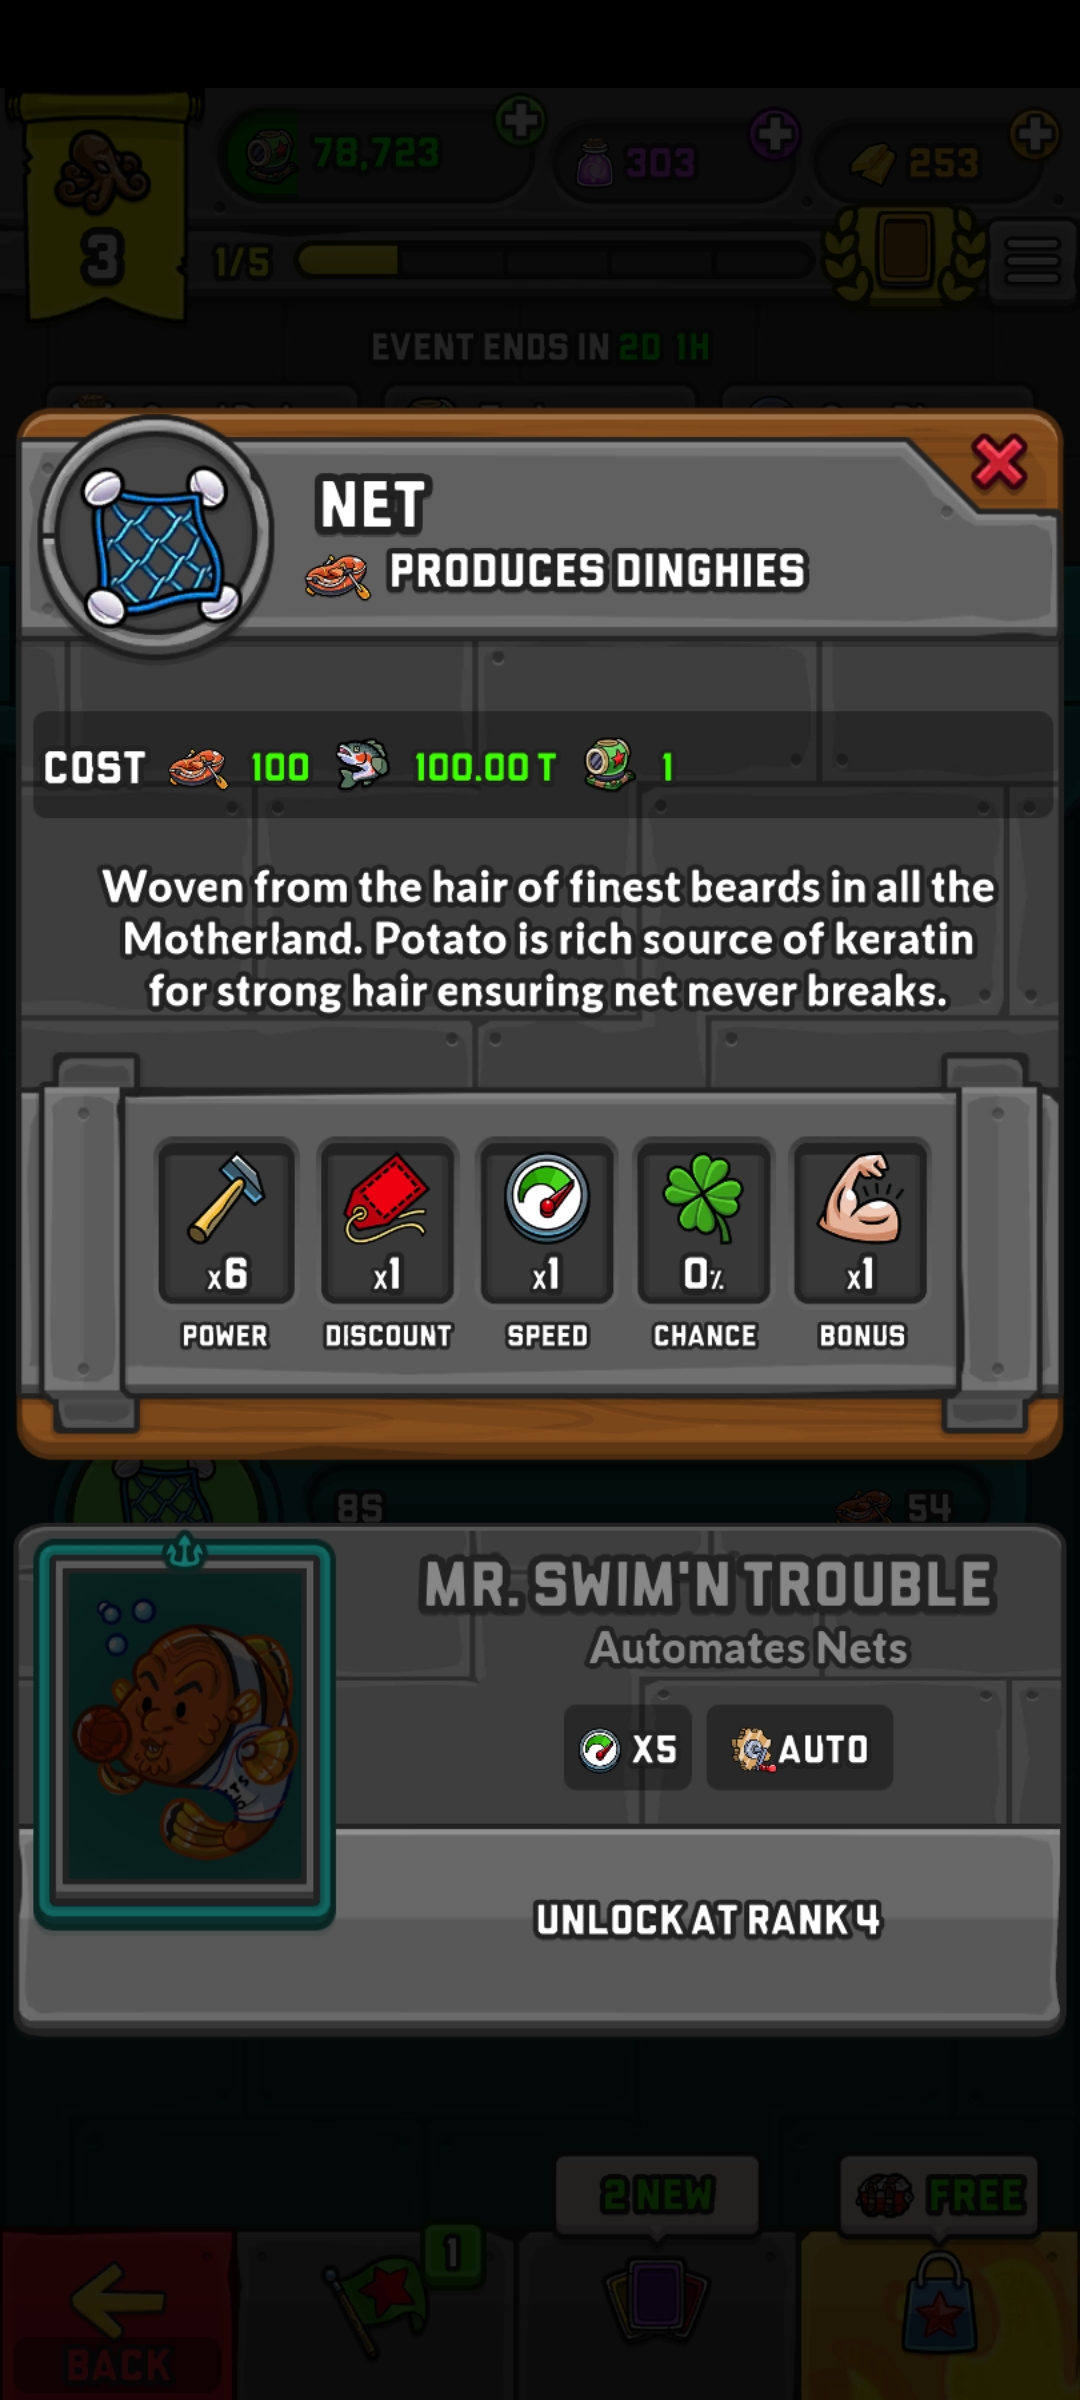 78,723
303
253
3
1/5
EVENT ENDS IN 2D 1H
NET
PRODUCES DINGHIES
COST 100 100.00 T 1
Woven from the hair of finest beards in all the
Motherland. Potato is rich source of keratin
for strong hair ensuring net never breaks.
x6 x1 x1 0% x1
POWER DISCOUNT SPEED CHANCE BONUS
8S 54
MR. SWIM'N TROUBLE
Automates Nets
X5 AUTO
UNLOCK AT RANK 4
2 NEW FREE
1
BACK